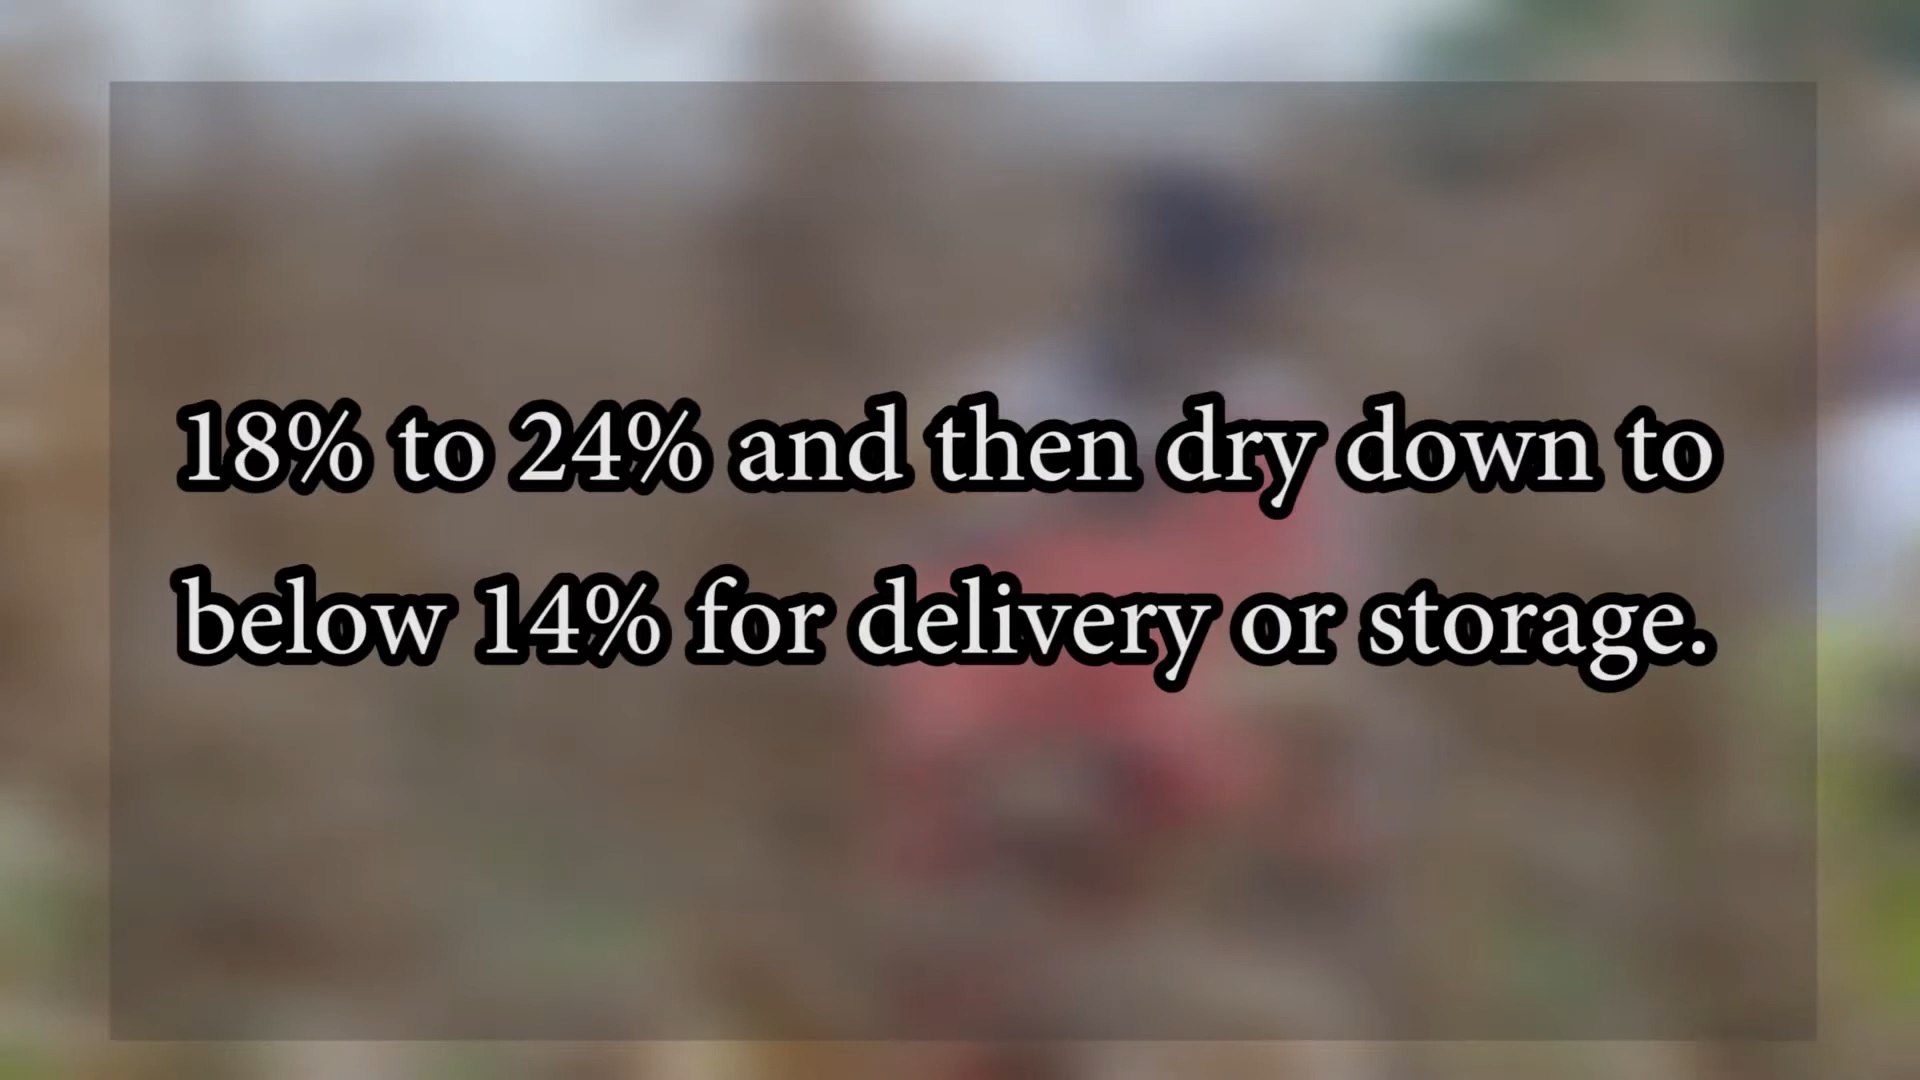 18% to 24% and then dry down to
below 14% for delivery or storage.